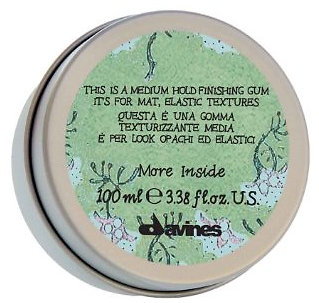 THIS IS A MEDIUM HOLD FINISHING GUM
IT'S FOR MAT, ELASTIC TEXTURES
QUESTA È UNA GOMMA
TEXTURIZZANTE MEDIA
È PER LOOK OPACHI ED ELASTICI.
More Inside
100 ml e 3.38 fl.oz.U.S.
davines